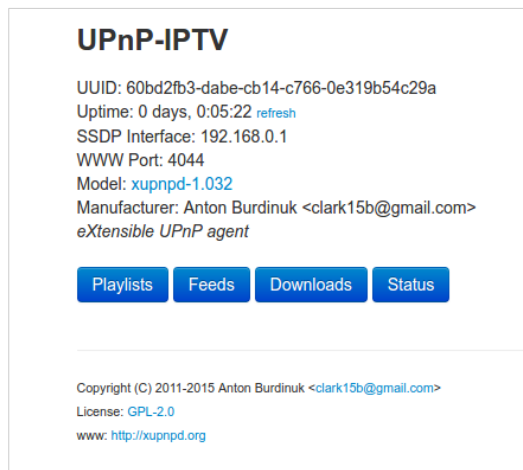 UPnP-IPTV
UUID: 60bd2fb3-dabe-cb14-c766-0e319b54c29a
Uptime: 0 days, 0:05:22 refresh
SSDP Interface: 192.168.0.1
WWW Port: 4044
Model: xupnpd-1.032
Manufacturer: Anton Burdinuk <clark15b@gmail.com>
eXtensible UPnP agent
Playlists Feeds Downloads Status
Copyright (C) 2011-2015 Anton Burdinuk <clark15b@gmail.com>
License: GPL-2.0
www: http://xupnpd.org